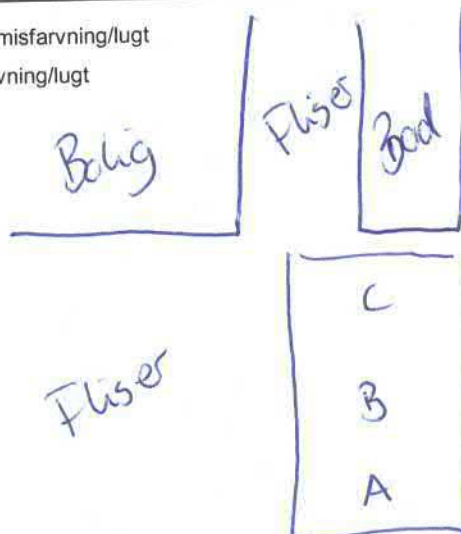 misfarvning/lugt
vning/lugt
Bolig
Fliser
Bad
Fliser
C
B
A